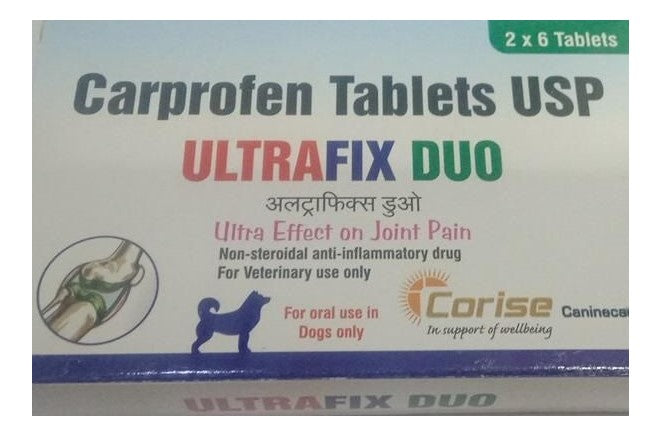 2 x 6 Tablets
Carprofen Tablets USP
ULTRAFIX DUO
अलट्राफिक्स डुओ
Ultra Effect on Joint Pain
Non-steroidal anti-inflammatory drug
For Veterinary use only
For oral use in
Dogs only
Corise
In support of wellbeing
ULTRAFIX DUO